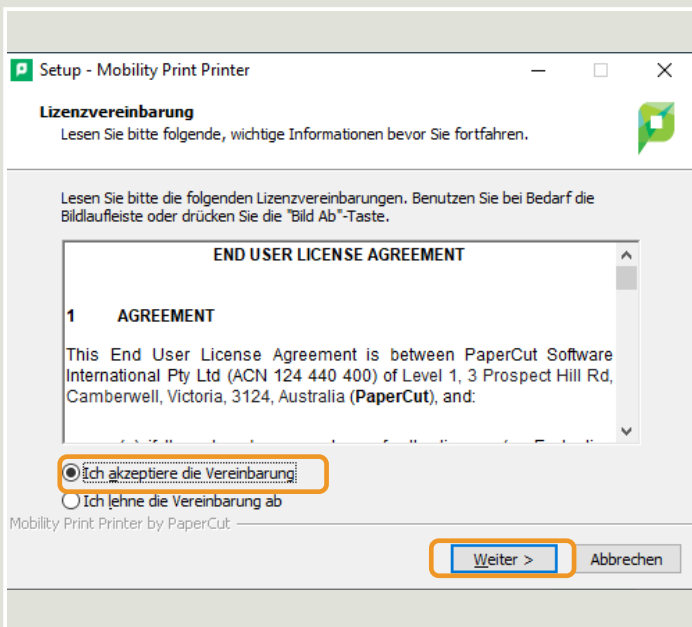 Setup - Mobility Print Printer
Lizenzvereinbarung
Lesen Sie bitte folgende, wichtige Informationen bevor Sie fortfahren.
Lesen Sie bitte die folgenden Lizenzvereinbarungen. Benutzen Sie bei Bedarf die
Bildlaufleiste oder drücken Sie die "Bild Ab"-Taste.
END USER LICENSE AGREEMENT
1 AGREEMENT
This End User License Agreement is between PaperCut Software
International Pty Ltd (ACN 124 440 400) of Level 1, 3 Prospect Hill Rd,
Camberwell, Victoria, 3124, Australia (PaperCut), and:
Ich akzeptiere die Vereinbarung
Ich lehne die Vereinbarung ab
Mobility Print Printer by PaperCut
Weiter >
Abbrechen